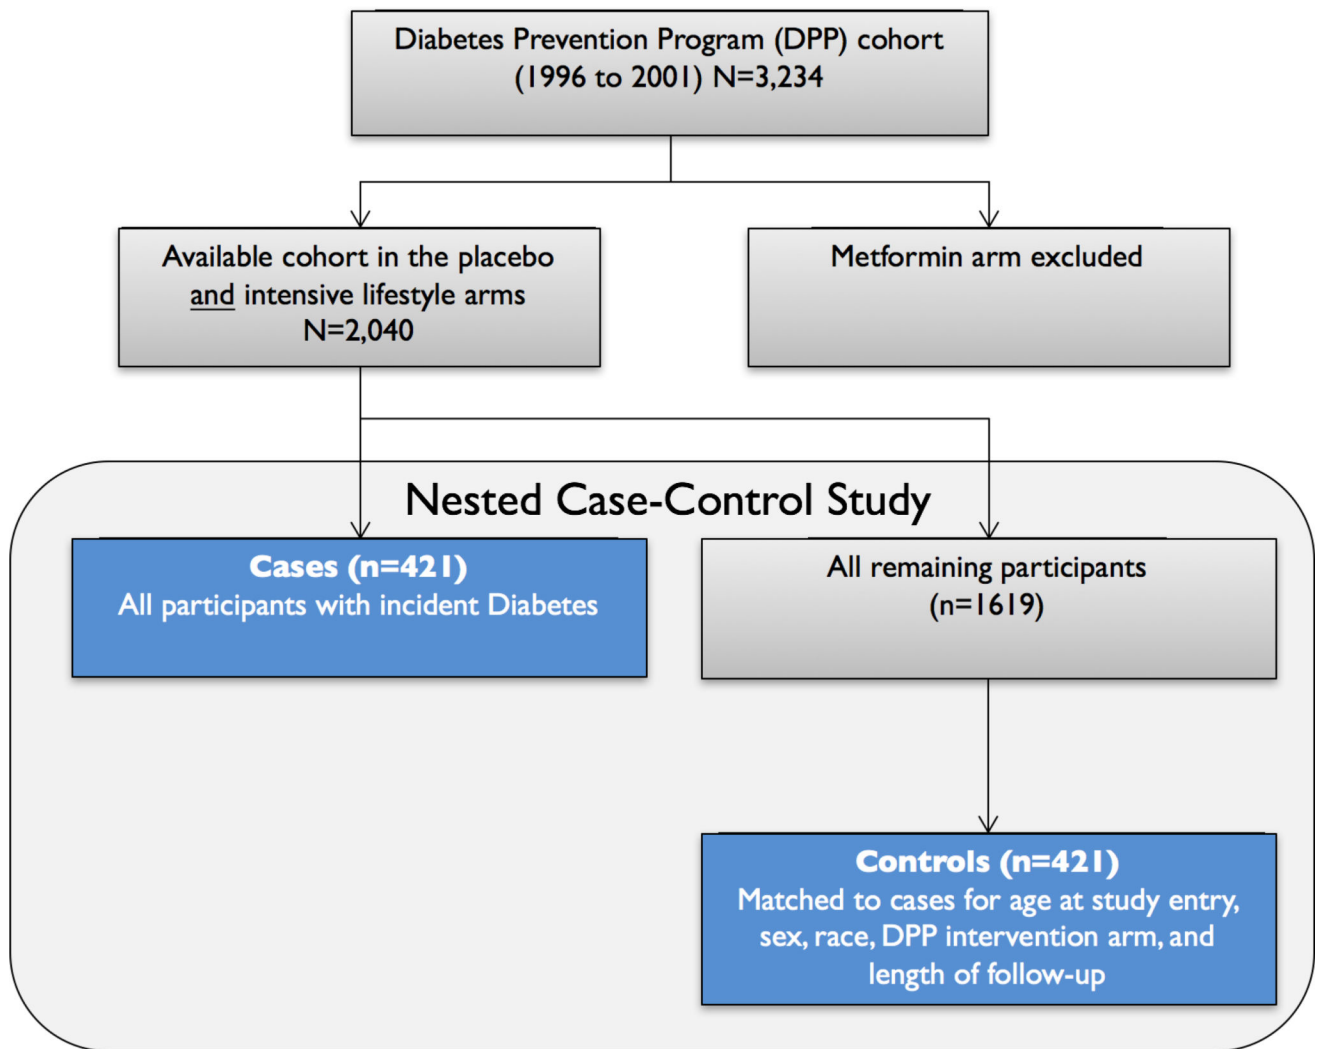 Diabetes Prevention Program (DPP) cohort
(1996 to 2001) N=3,234
Available cohort in the placebo
and intensive lifestyle arms
N=2,040
Metformin arm excluded
Nested Case-Control Study
Cases (n=421)
All participants with incident Diabetes
All remaining participants
(n=1619)
Controls (n=421)
Matched to cases for age at study entry,
sex, race, DPP intervention arm, and
length of follow-up